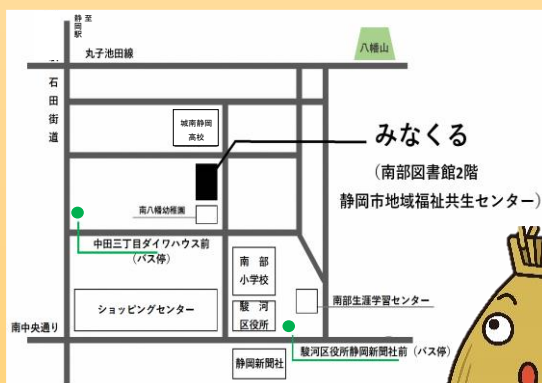 至
静岡駅
丸子池田線
八幡山
石田街道
城南静岡
高校
みなくる
(南部図書館2階
静岡市地域福祉共生センター)
南八幡幼稚園
中田三丁目ダイワハウス前
(バス停)
南部
小学校
ショッピングセンター
駿河
区役所
南部生涯学習センター
南中央通り
駿河区役所静岡新聞社前(バス停)
静岡新聞社